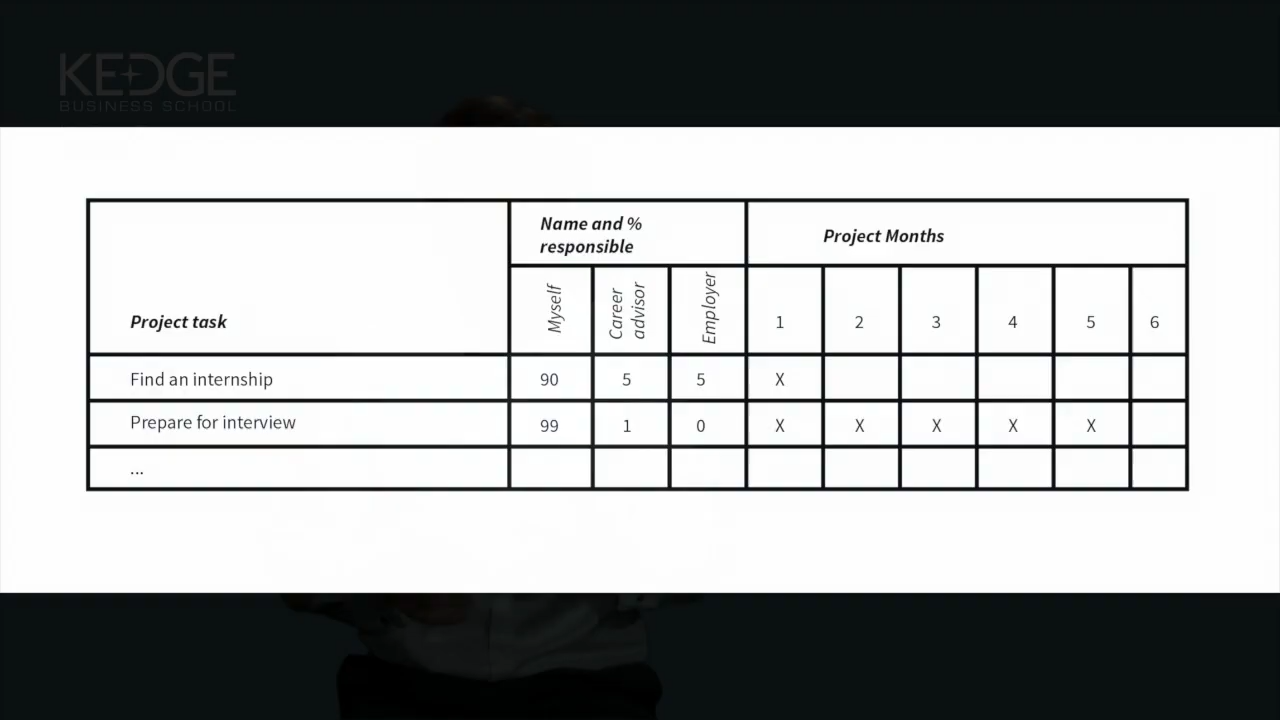 KEDGE
BUSINESS SCHOOL
Name and %
responsible
Project Months
Project task
Myself
Career
advisor
Employer
1 2 3 4 5 6
Find an internship 90 5 5 X
Prepare for interview 99 1 0 X X X X X
...